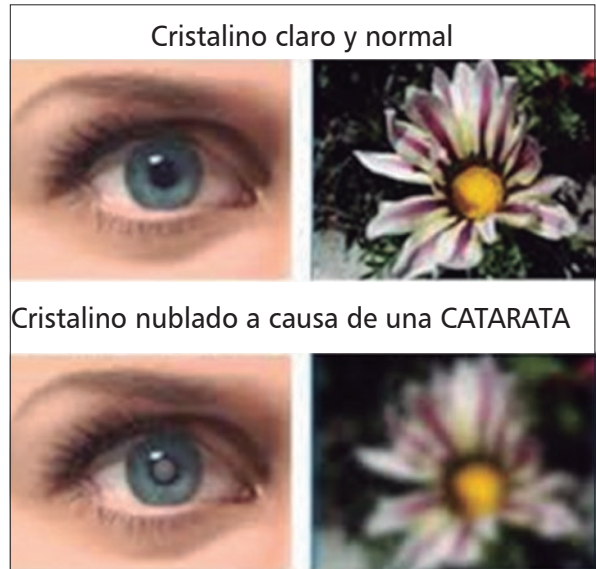 Cristalino claro y normal
Cristalino nublado a causa de una CATARATA